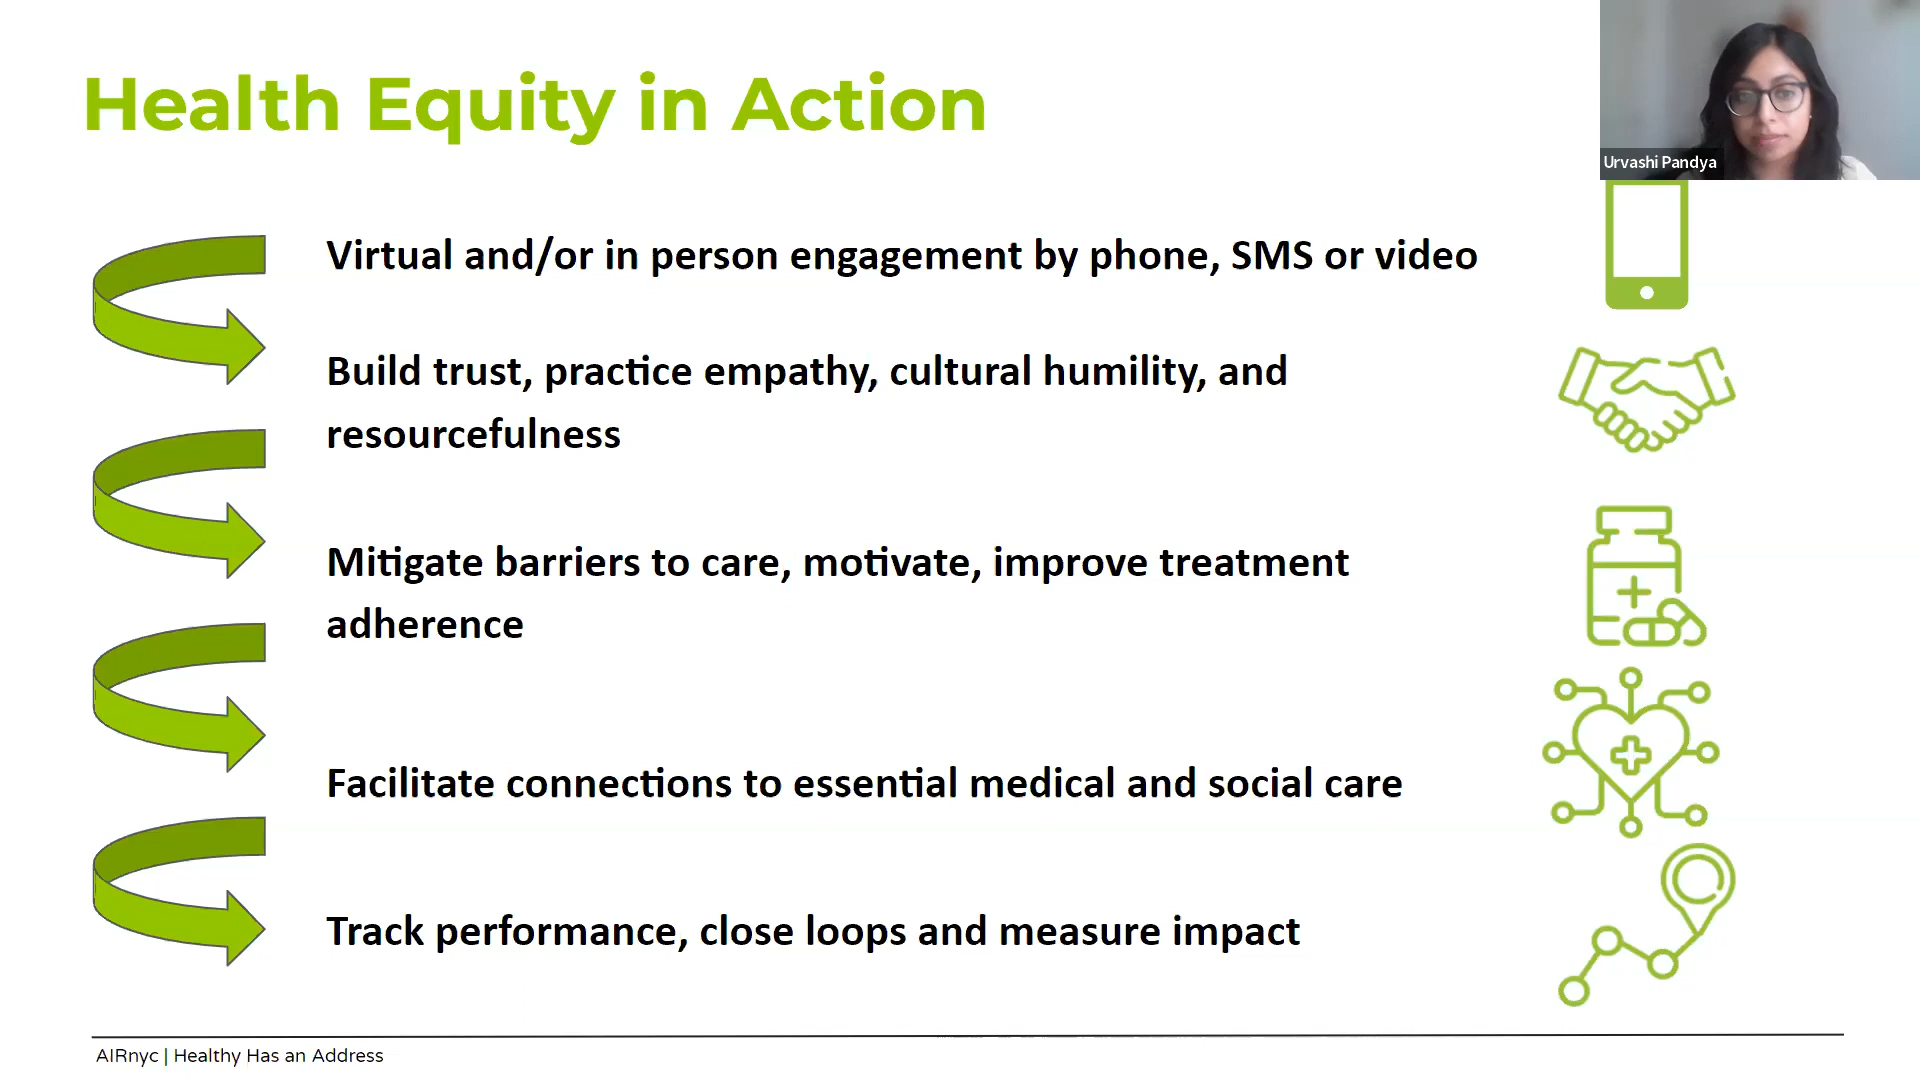 Health Equity in Action
Urvashi Pandya
Virtual and/or in person engagement by phone, SMS or video
Build trust, practice empathy, cultural humility, and
resourcefulness
Mitigate barriers to care, motivate, improve treatment
adherence
Facilitate connections to essential medical and social care
Track performance, close loops and measure impact
AIRnyc | Healthy Has an Address